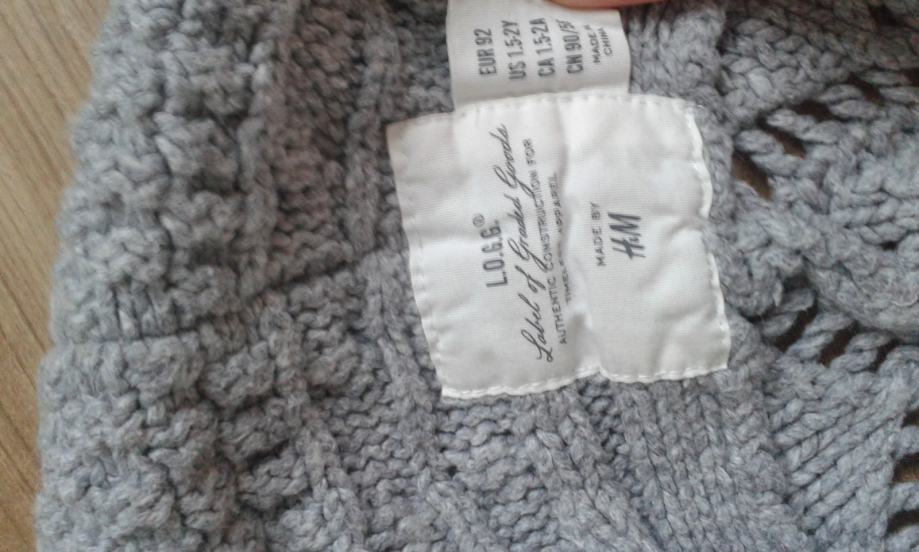 EUR 92
US 1.5-2Y
CA 1.5-2A
CN 90/
MADE IN
CHINA
L.O.G.G.®
Label of Graded Goods
AUTHENTIC CONSTRUCTION FOR
APPAREL
MADE BY
H&M